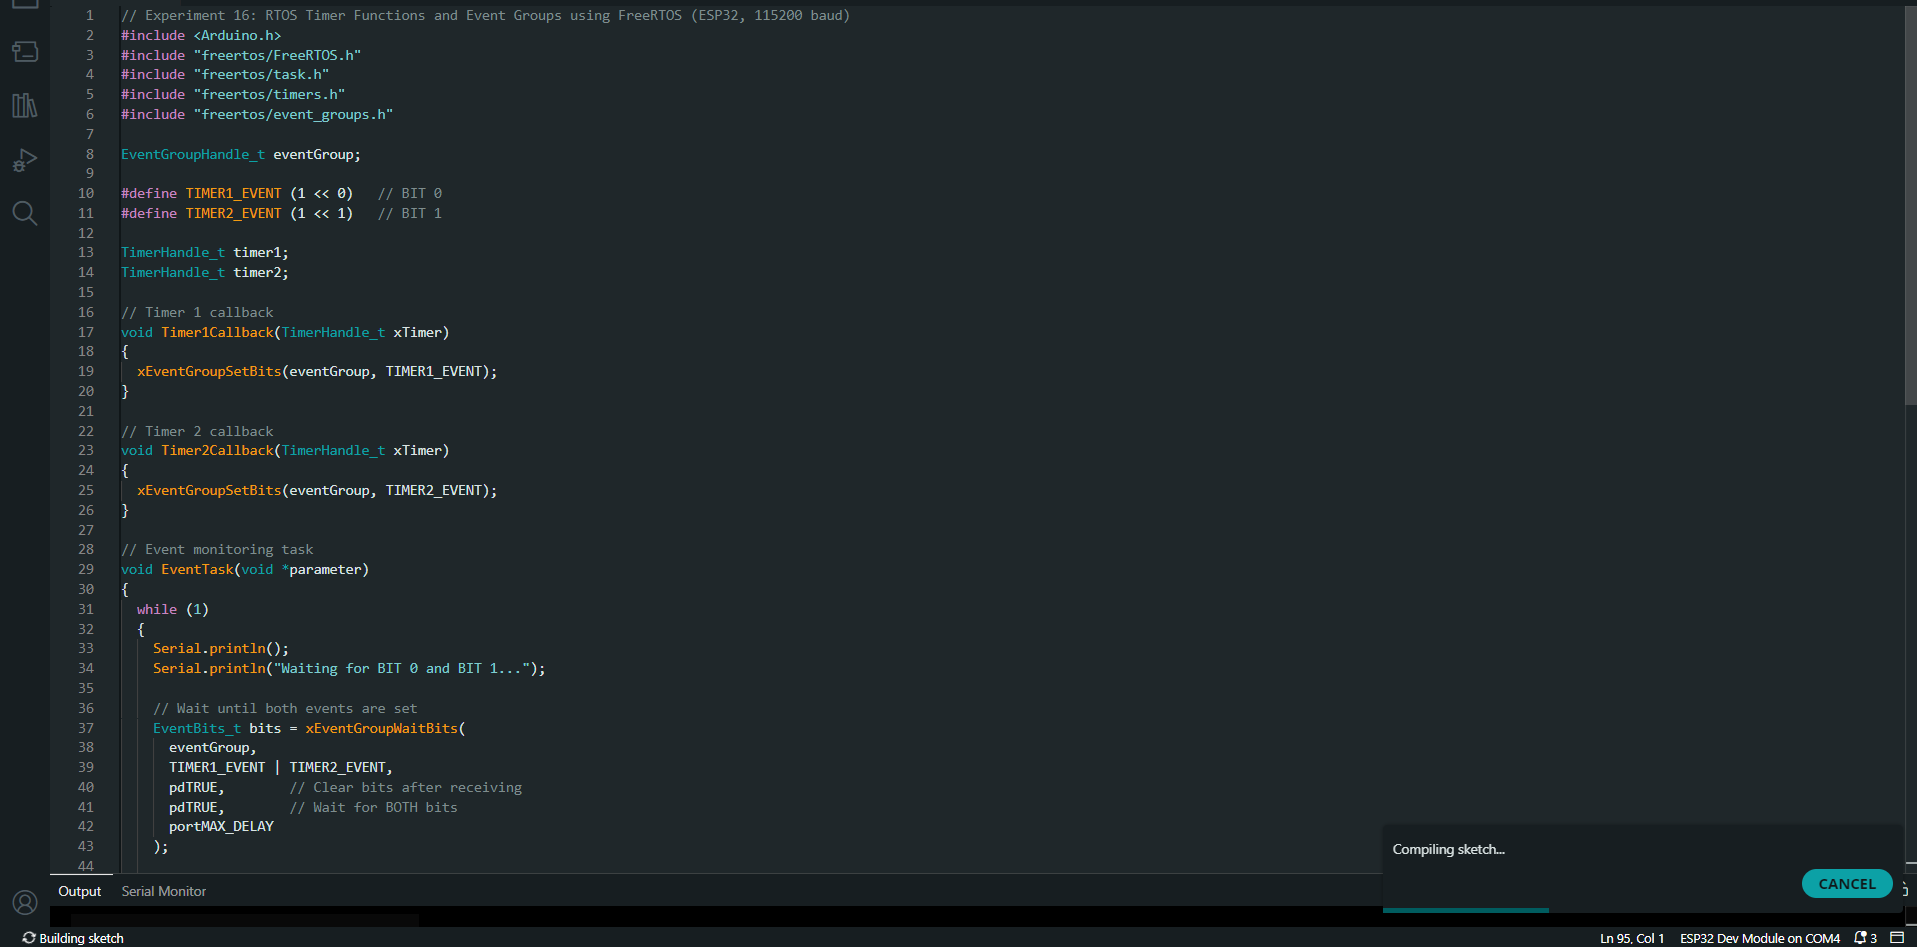 1 // Experiment 16: RTOS Timer Functions and Event Groups using FreeRTOS (ESP32, 115200 baud)
2 #include <Arduino.h>
3 #include "freertos/FreeRTOS.h"
4 #include "freertos/task.h"
5 #include "freertos/timers.h"
6 #include "freertos/event_groups.h"
7
8 EventGroupHandle_t eventGroup;
9
10 #define TIMER1_EVENT (1 << 0)   // BIT 0
11 #define TIMER2_EVENT (1 << 1)   // BIT 1
12
13 TimerHandle_t timer1;
14 TimerHandle_t timer2;
15
16 // Timer 1 callback
17 void Timer1Callback(TimerHandle_t xTimer)
18 {
19   xEventGroupSetBits(eventGroup, TIMER1_EVENT);
20 }
21
22 // Timer 2 callback
23 void Timer2Callback(TimerHandle_t xTimer)
24 {
25   xEventGroupSetBits(eventGroup, TIMER2_EVENT);
26 }
27
28 // Event monitoring task
29 void EventTask(void *parameter)
30 {
31   while (1)
32   {
33     Serial.println();
34     Serial.println("Waiting for BIT 0 and BIT 1...");
35
36     // Wait until both events are set
37     EventBits_t bits = xEventGroupWaitBits(
38       eventGroup,
39       TIMER1_EVENT | TIMER2_EVENT,
40       pdTRUE,        // Clear bits after receiving
41       pdTRUE,        // Wait for BOTH bits
42       portMAX_DELAY
43     );
44
Compiling sketch...
CANCEL
Output Serial Monitor
Building sketch
Ln 95, Col 1 ESP32 Dev Module on COM4 3